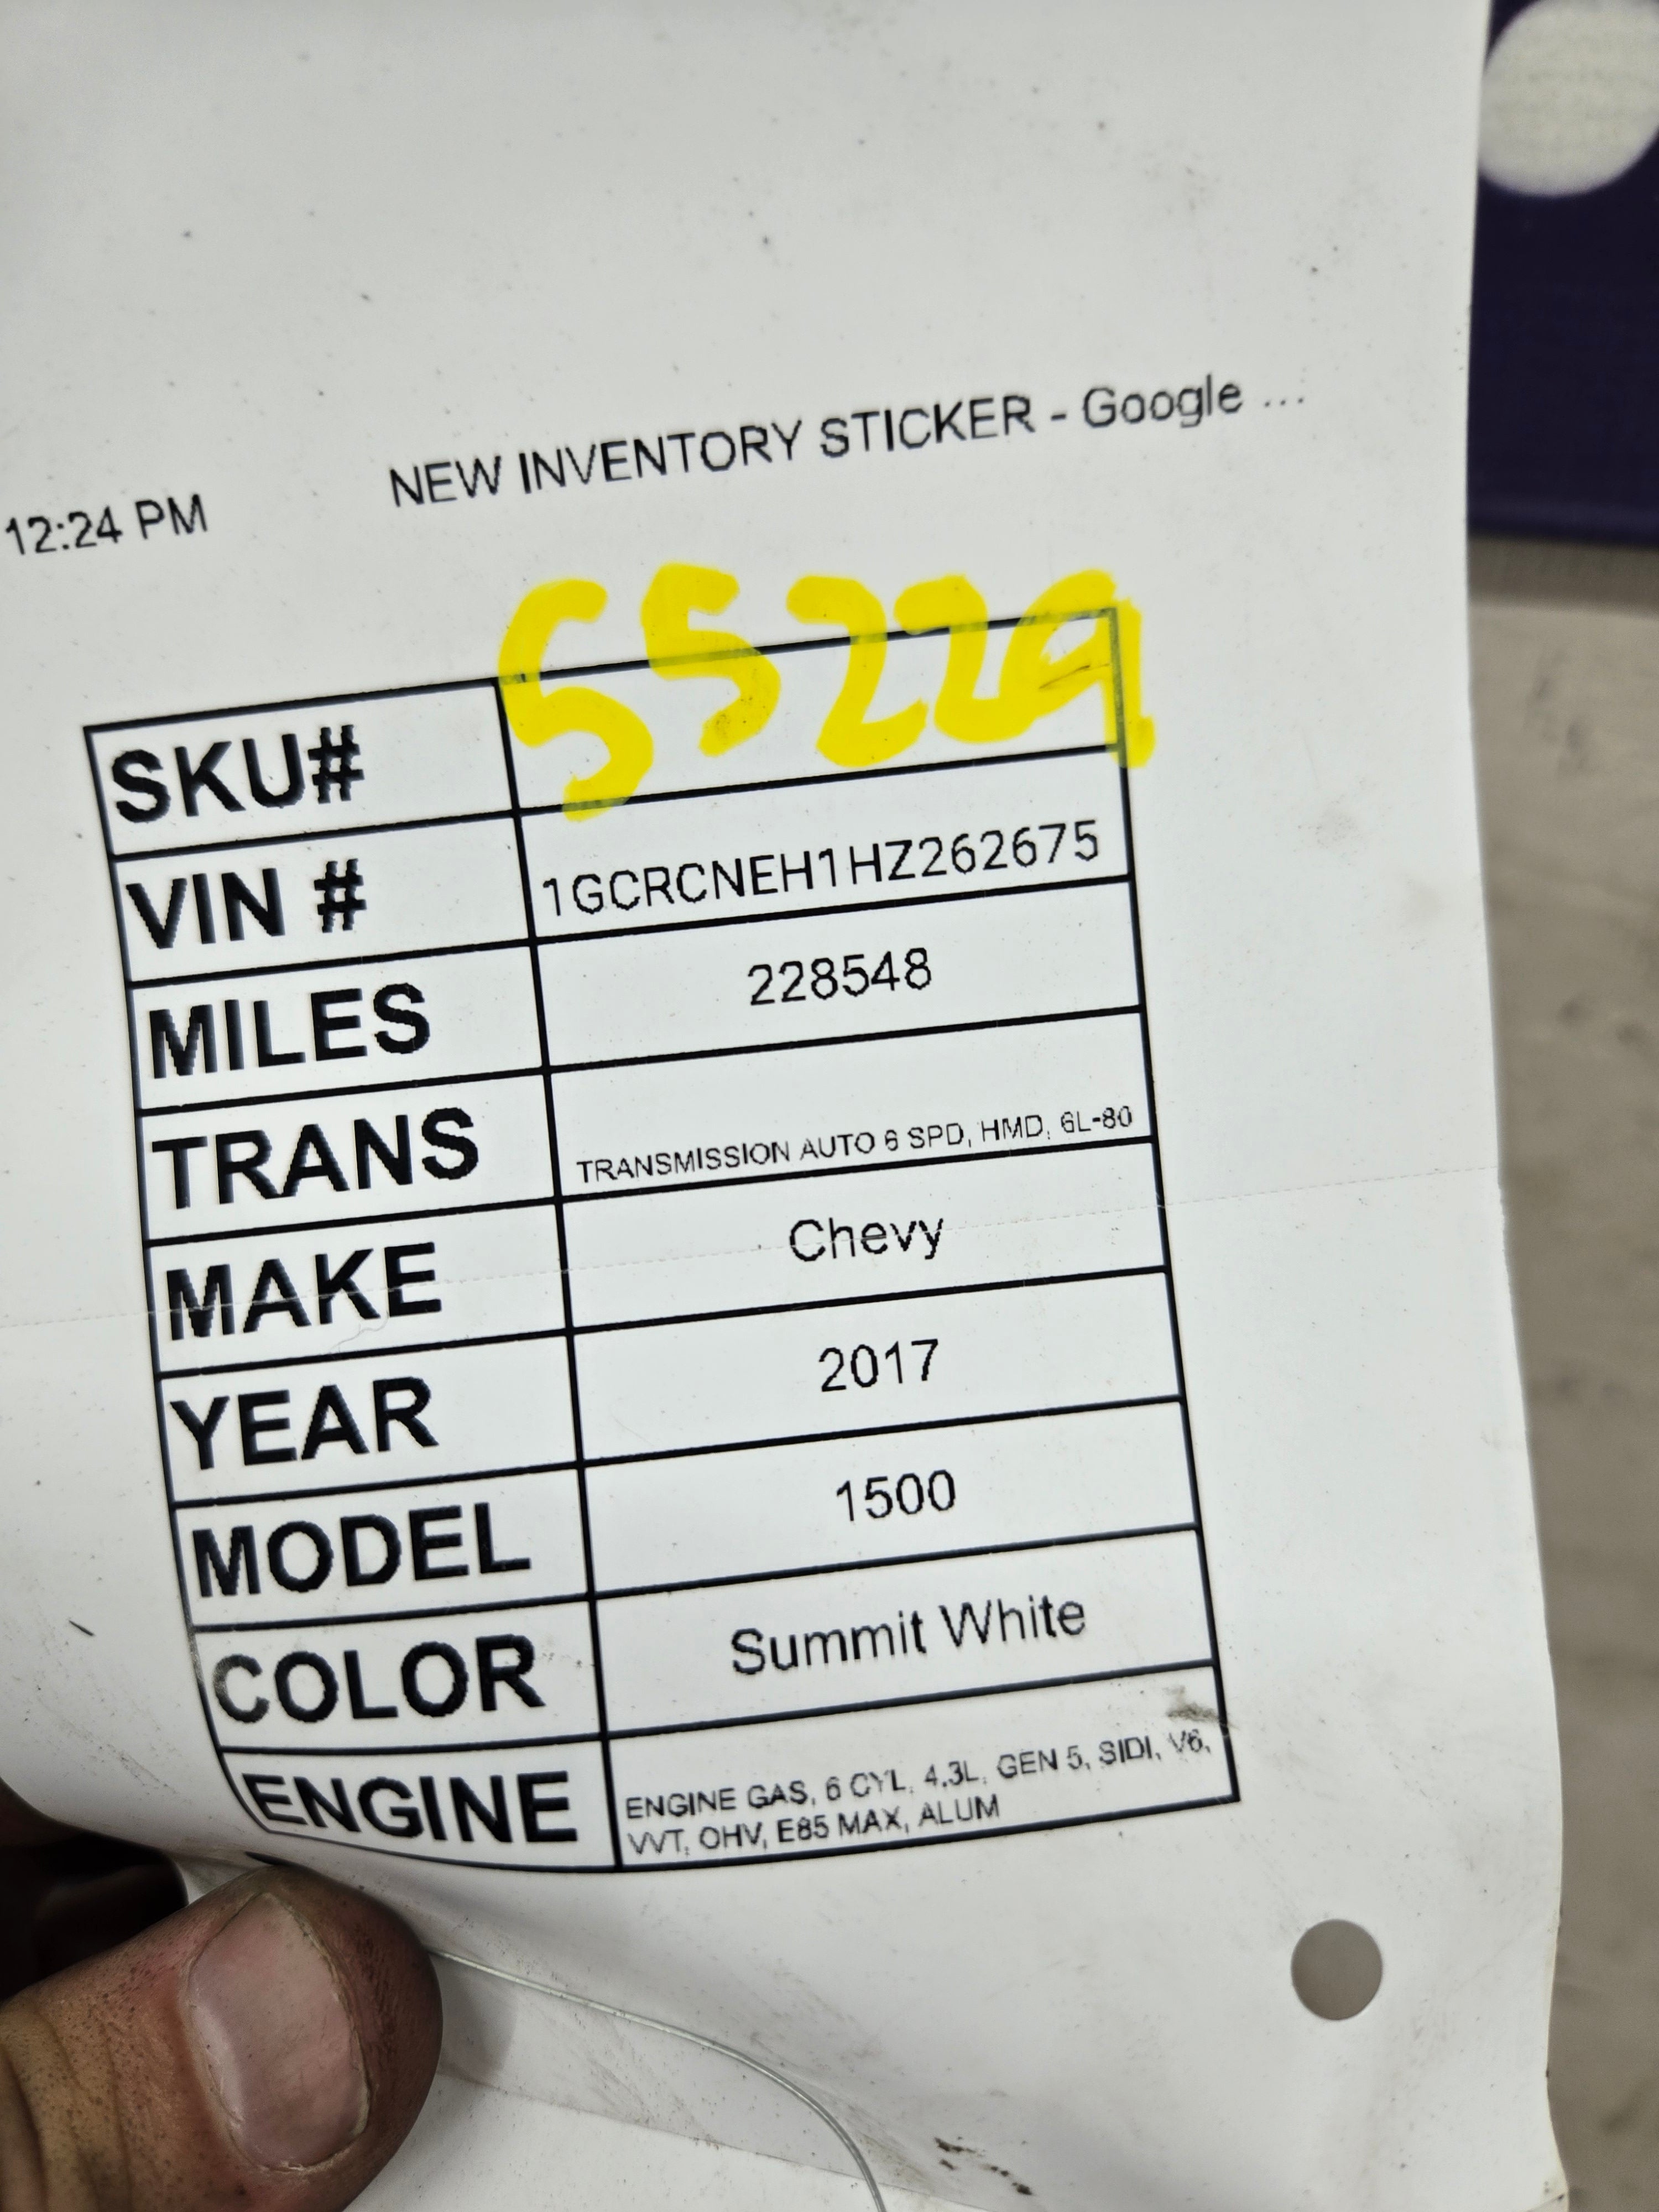 12:24 PM NEW INVENTORY STICKER - Google ...
SKU# 55229
VIN # 1GCRCNEH1HZ262675
MILES 228548
TRANS TRANSMISSION AUTO 6 SPD, HMD, 6L-80
MAKE Chevy
YEAR 2017
MODEL 1500
COLOR Summit White
ENGINE ENGINE GAS, 6 CYL, 4.3L, GEN 5, SIDI, V6,
VVT, OHV, E85 MAX, ALUM